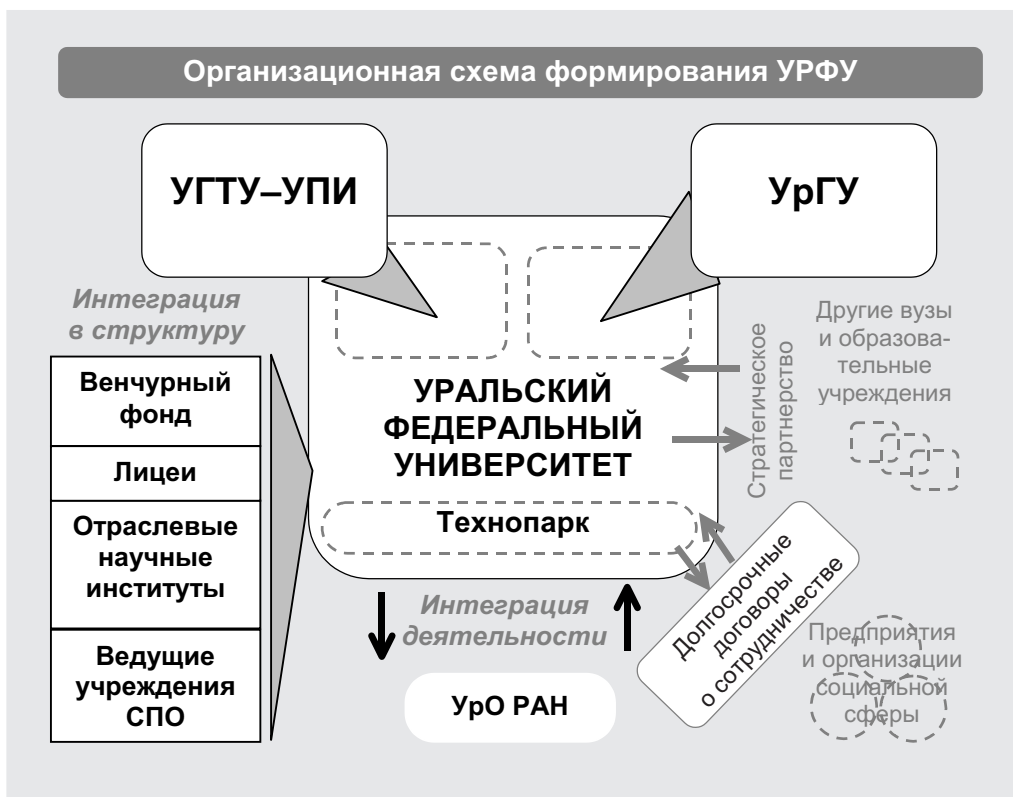 Организационная схема формирования УРФУ
УГТУ–УПИ
УрГУ
Интеграция
в структуру
Венчурный
фонд
Лицеи
Отраслевые
научные
институты
Ведущие
учреждения
СПО
УРАЛЬСКИЙ
ФЕДЕРАЛЬНЫЙ
УНИВЕРСИТЕТ
Технопарк
Стратегическое
партнерство
Другие вузы
и образова-
тельные
учреждения
Интеграция
деятельности
УрО РАН
Долгосрочные
договоры
о сотрудничестве
Предприятия
и организации
социальной
сферы